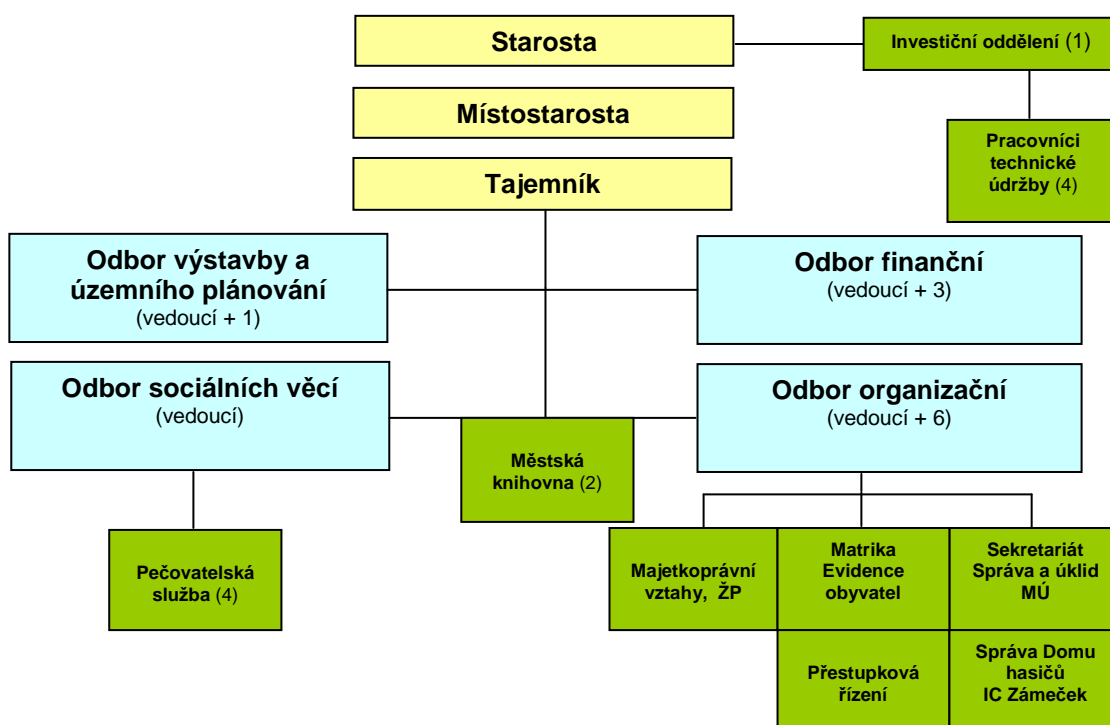 Starosta
Investiční oddělení (1)
Místostarosta
Pracovníci
technické
údržby (4)
Tajemník
Odbor výstavby a
územního plánování
(vedoucí + 1)
Odbor finanční
(vedoucí + 3)
Odbor sociálních věcí
(vedoucí)
Odbor organizační
(vedoucí + 6)
Městská
knihovna (2)
Pečovatelská
služba (4)
Majetkoprávní
vztahy, ŽP
Matrika
Evidence
obyvatel
Sekretariát
Správa a úklid
MÚ
Přestupková
řízení
Správa Domu
hasičů
IC Zámeček